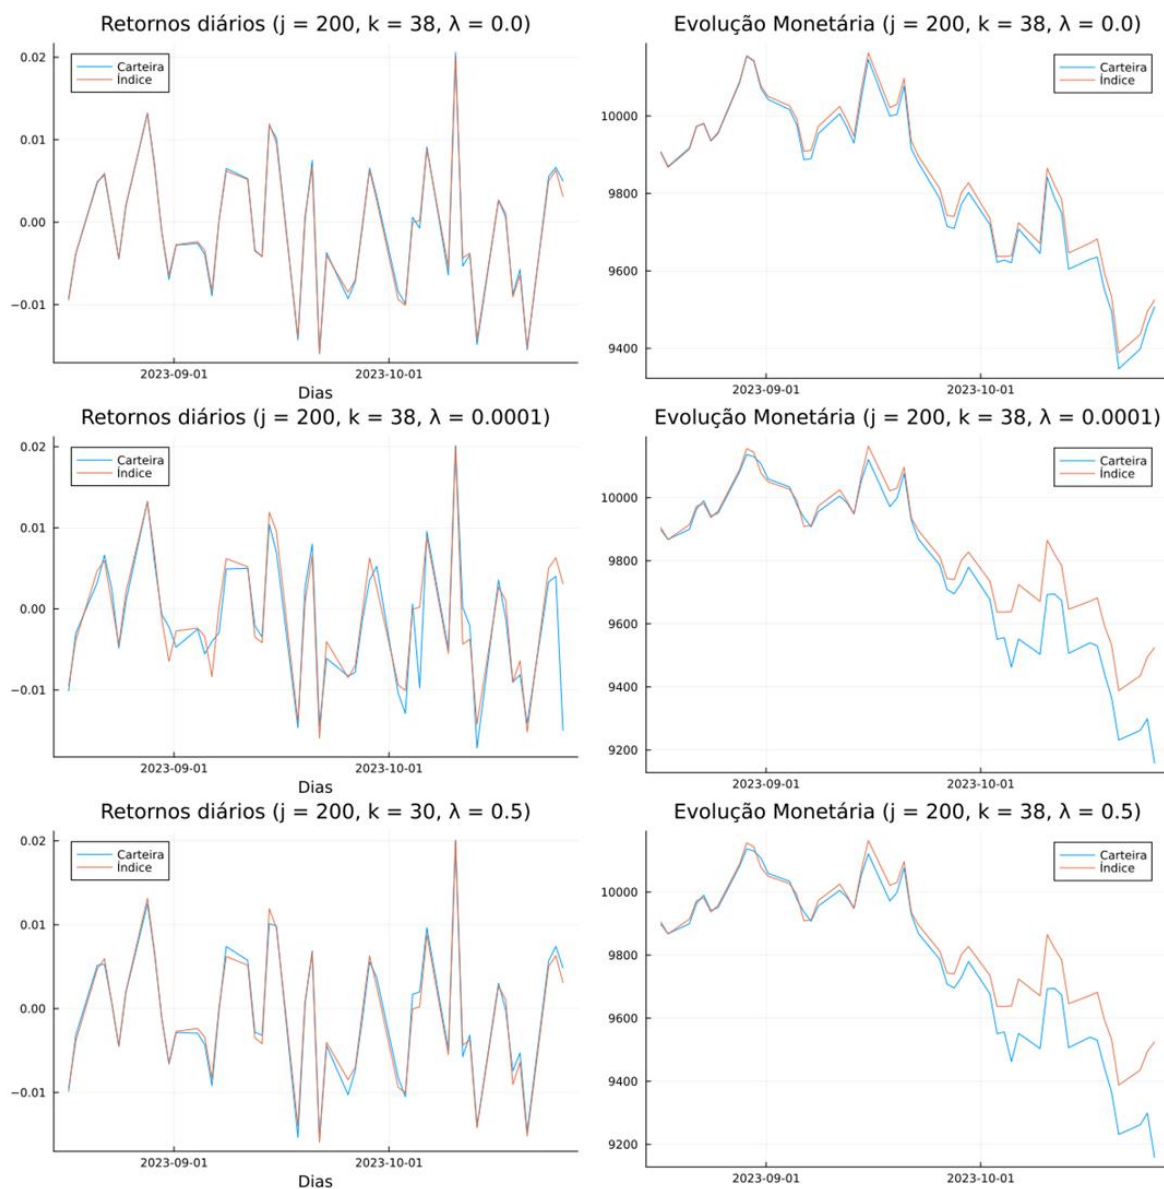 Retornos diários (j = 200, k = 38, λ = 0.0)
Carteira
Índice
0.02
0.01
0.00
−0.01
2023-09-01
2023-10-01
Dias
Evolução Monetária (j = 200, k = 38, λ = 0.0)
Carteira
Índice
10000
9800
9600
9400
2023-09-01
2023-10-01
Retornos diários (j = 200, k = 38, λ = 0.0001)
Carteira
Índice
0.02
0.01
0.00
−0.01
2023-09-01
2023-10-01
Dias
Evolução Monetária (j = 200, k = 38, λ = 0.0001)
Carteira
Índice
10000
9800
9600
9400
9200
2023-09-01
2023-10-01
Retornos diários (j = 200, k = 30, λ = 0.5)
Carteira
Índice
0.02
0.01
0.00
−0.01
2023-09-01
2023-10-01
Dias
Evolução Monetária (j = 200, k = 38, λ = 0.5)
Carteira
Índice
10000
9800
9600
9400
9200
2023-09-01
2023-10-01